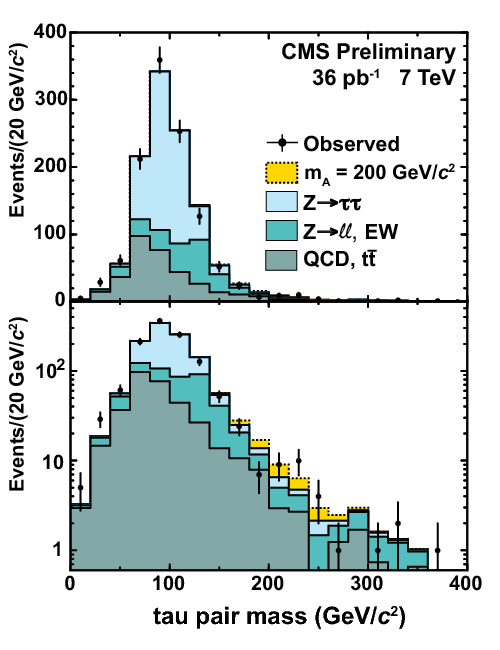 CMS Preliminary
36 pb⁻¹ 7 TeV
Events/(20 GeV/c²)
400
300
200
100
0
Observed
m_A = 200 GeV/c²
Z→ττ
Z→ℓℓ, EW
QCD, tt̄
Events/(20 GeV/c²)
10²
10
1
0 100 200 300 400
tau pair mass (GeV/c²)